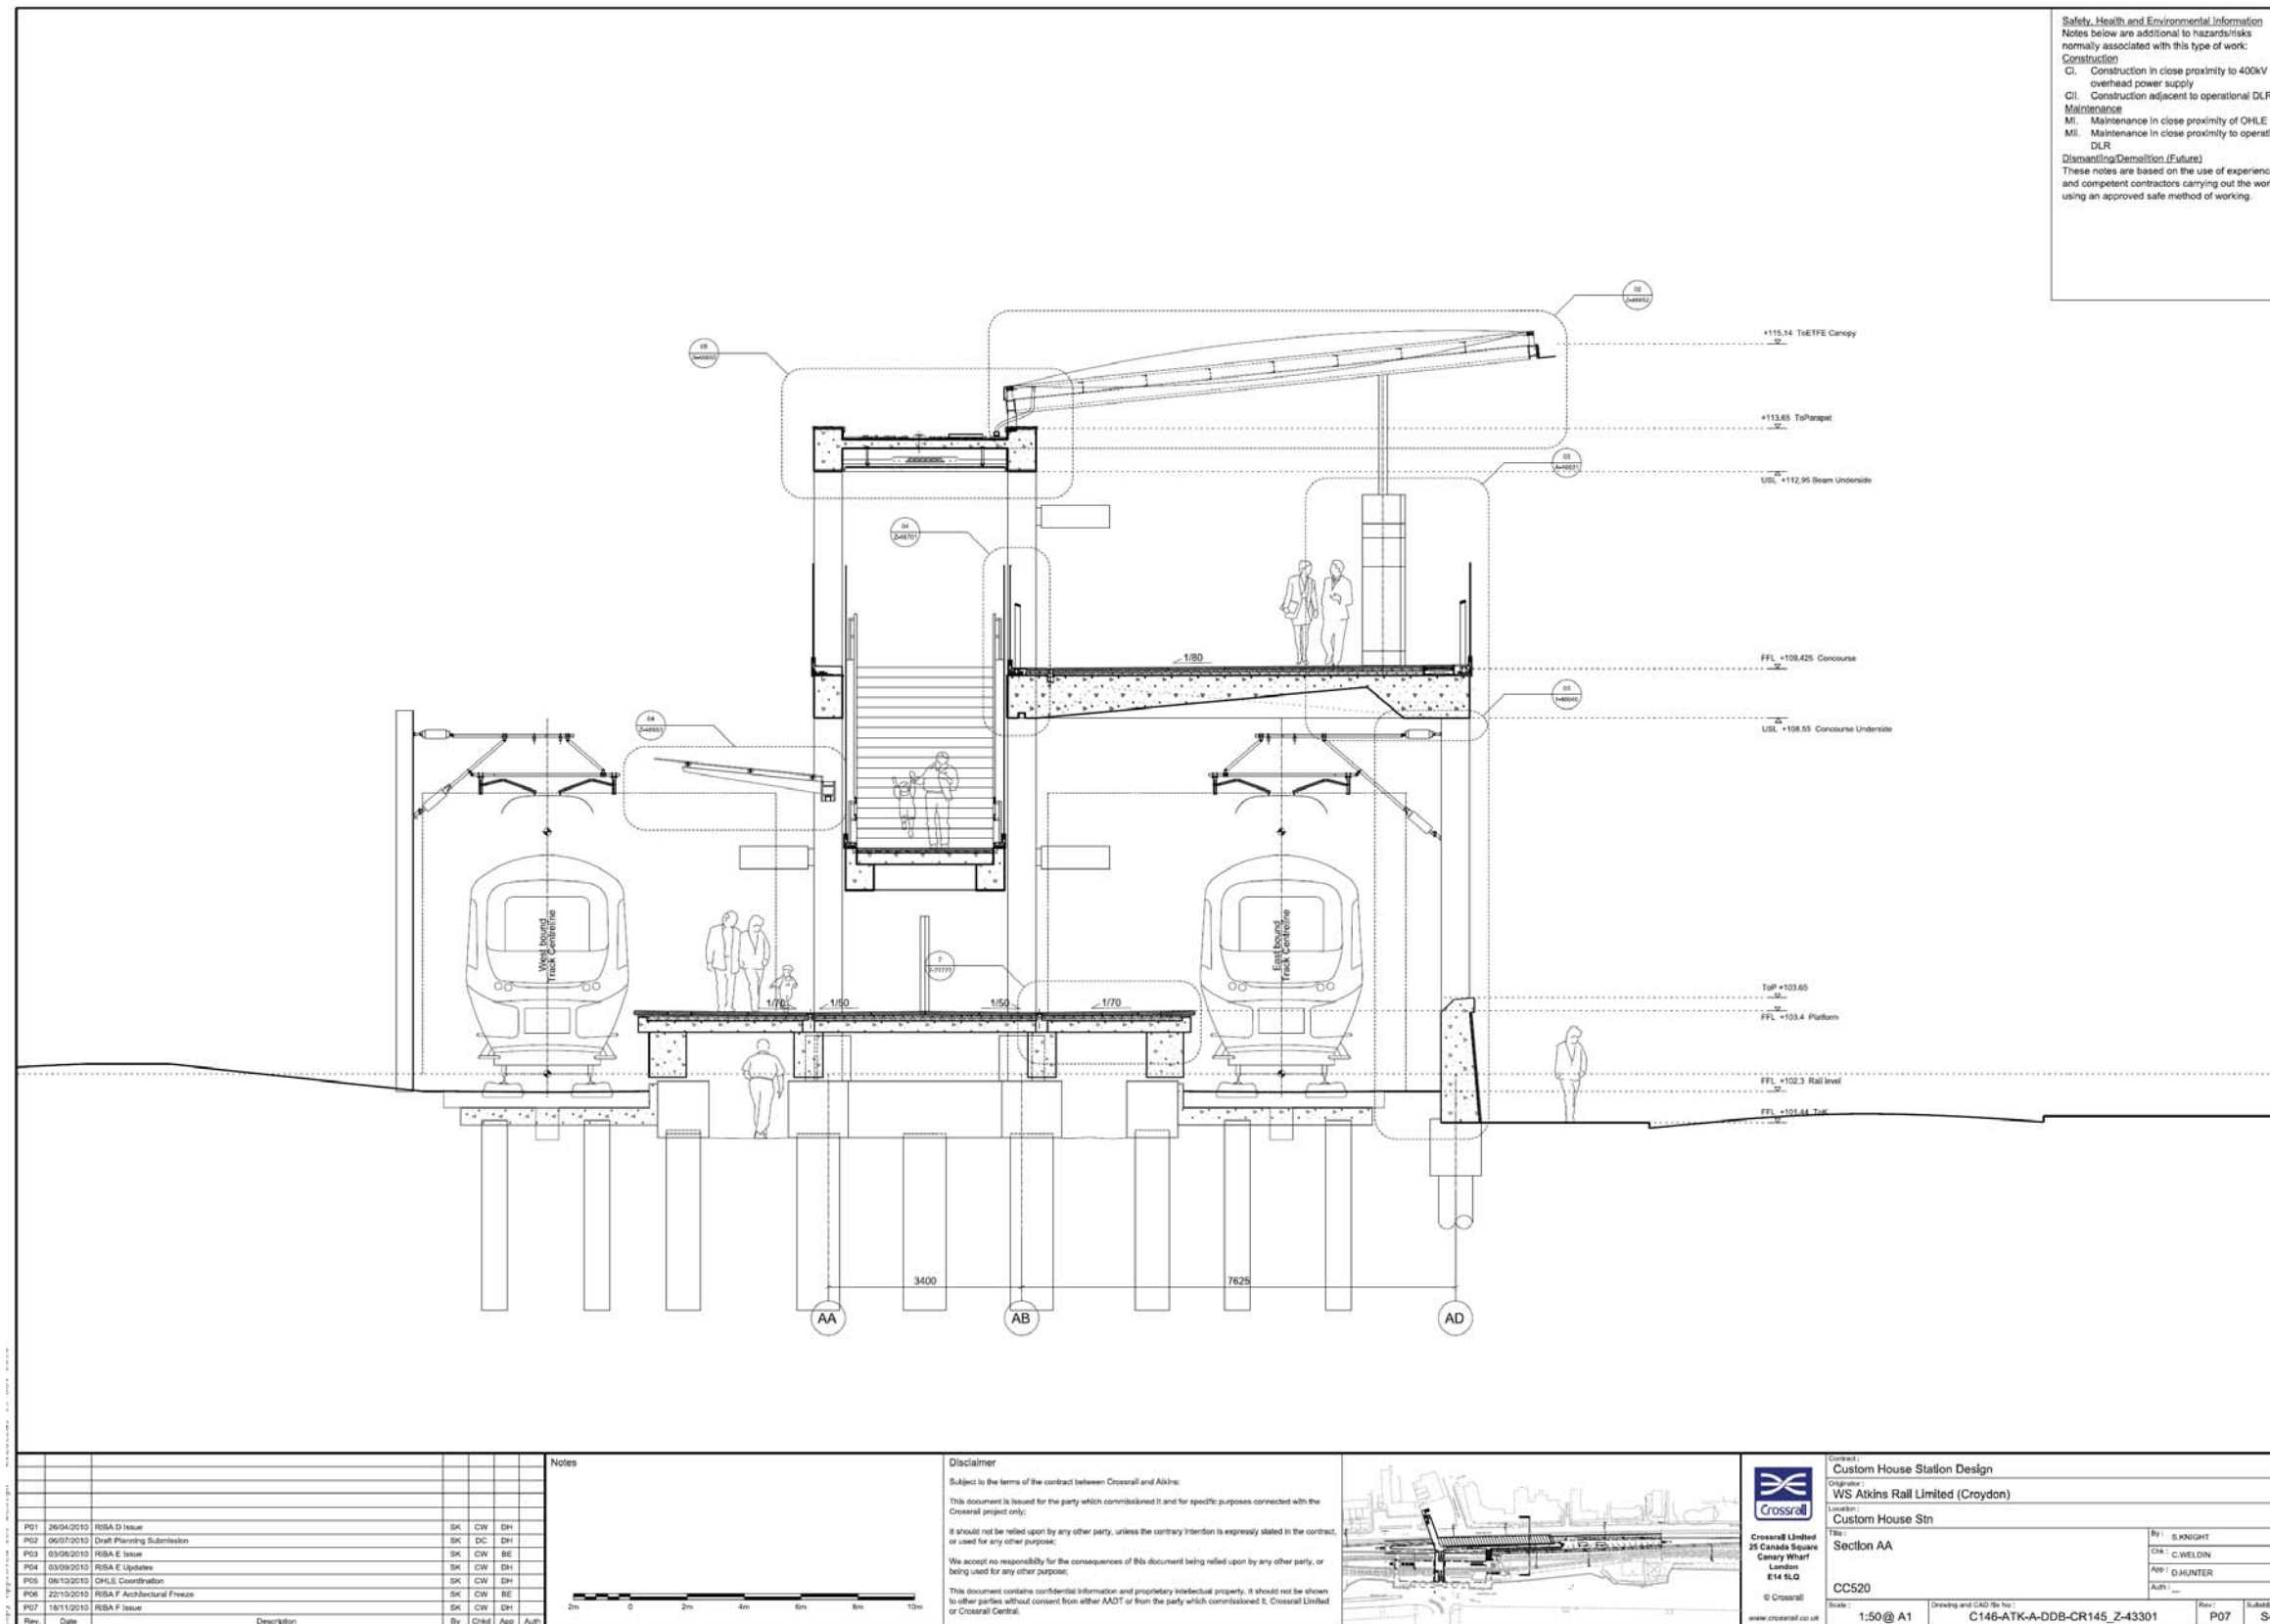 Safety, Health and Environmental Information
Notes below are additional to hazards/risks
normally associated with this type of work:
Construction
CI. Construction in close proximity to 400kV
overhead power supply
CII. Construction adjacent to operational DLR
Maintenance
MI. Maintenance in close proximity of OHLE
MII. Maintenance in close proximity to operati
DLR
Dismantling/Demolition (Future)
These notes are based on the use of experienc
and competent contractors carrying out the wor
using an approved safe method of working.
02
+115.14 ToETFE Canopy
05
+113.65 ToParapet
03
USL +112.95 Beam Underside
04
Z-46701
1/80
FFL +109.425 Concourse
03
04
USL +108.55 Concourse Underside
West bound
Track Centreline
East bound
Track Centreline
?
Z-?????
ToP +103.65
1/70
1/50
1/50
1/70
FFL +103.4 Platform
FFL +102.3 Rail level
FFL +101.44 ToK
3400
7625
AA
AB
AD
P01 26/04/2010 RIBA D Issue SK CW DH
P02 06/07/2010 Draft Planning Submission SK DC DH
P03 03/08/2010 RIBA E Issue SK CW BE
P04 03/09/2010 RIBA E Updates SK CW DH
P05 06/10/2010 OHLE Coordination SK CW DH
P06 22/10/2010 RIBA F Architectural Freeze SK CW BE
P07 18/11/2010 RIBA F Issue SK CW DH
Rev. Date Description By Chkd App Auth
Notes
2m 0 2m 4m 6m 8m 10m
Disclaimer
Subject to the terms of the contract between Crossrail and Atkins:
This document is issued for the party which commissioned it and for specific purposes connected with the
Crossrail project only;
It should not be relied upon by any other party, unless the contrary intention is expressly stated in the contract,
or used for any other purpose;
We accept no responsibility for the consequences of this document being relied upon by any other party, or
being used for any other purpose;
This document contains confidential information and proprietary intellectual property. It should not be shown
to other parties without consent from either AADT or from the party which commissioned it, Crossrail Limited
or Crossrail Central.
Crossrail
Crossrail Limited
25 Canada Square
Canary Wharf
London
E14 5LQ
© Crossrail
www.crossrail.co.uk
Contract :
Custom House Station Design
Originator :
WS Atkins Rail Limited (Croydon)
Location :
Custom House Stn
Title :
Section AA
CC520
By : S.KNIGHT
Chk : C.WELDIN
App : D.HUNTER
Auth : __
Scale :
1:50@ A1
Drawing and CAD file No :
C146-ATK-A-DDB-CR145_Z-43301
Rev :
P07